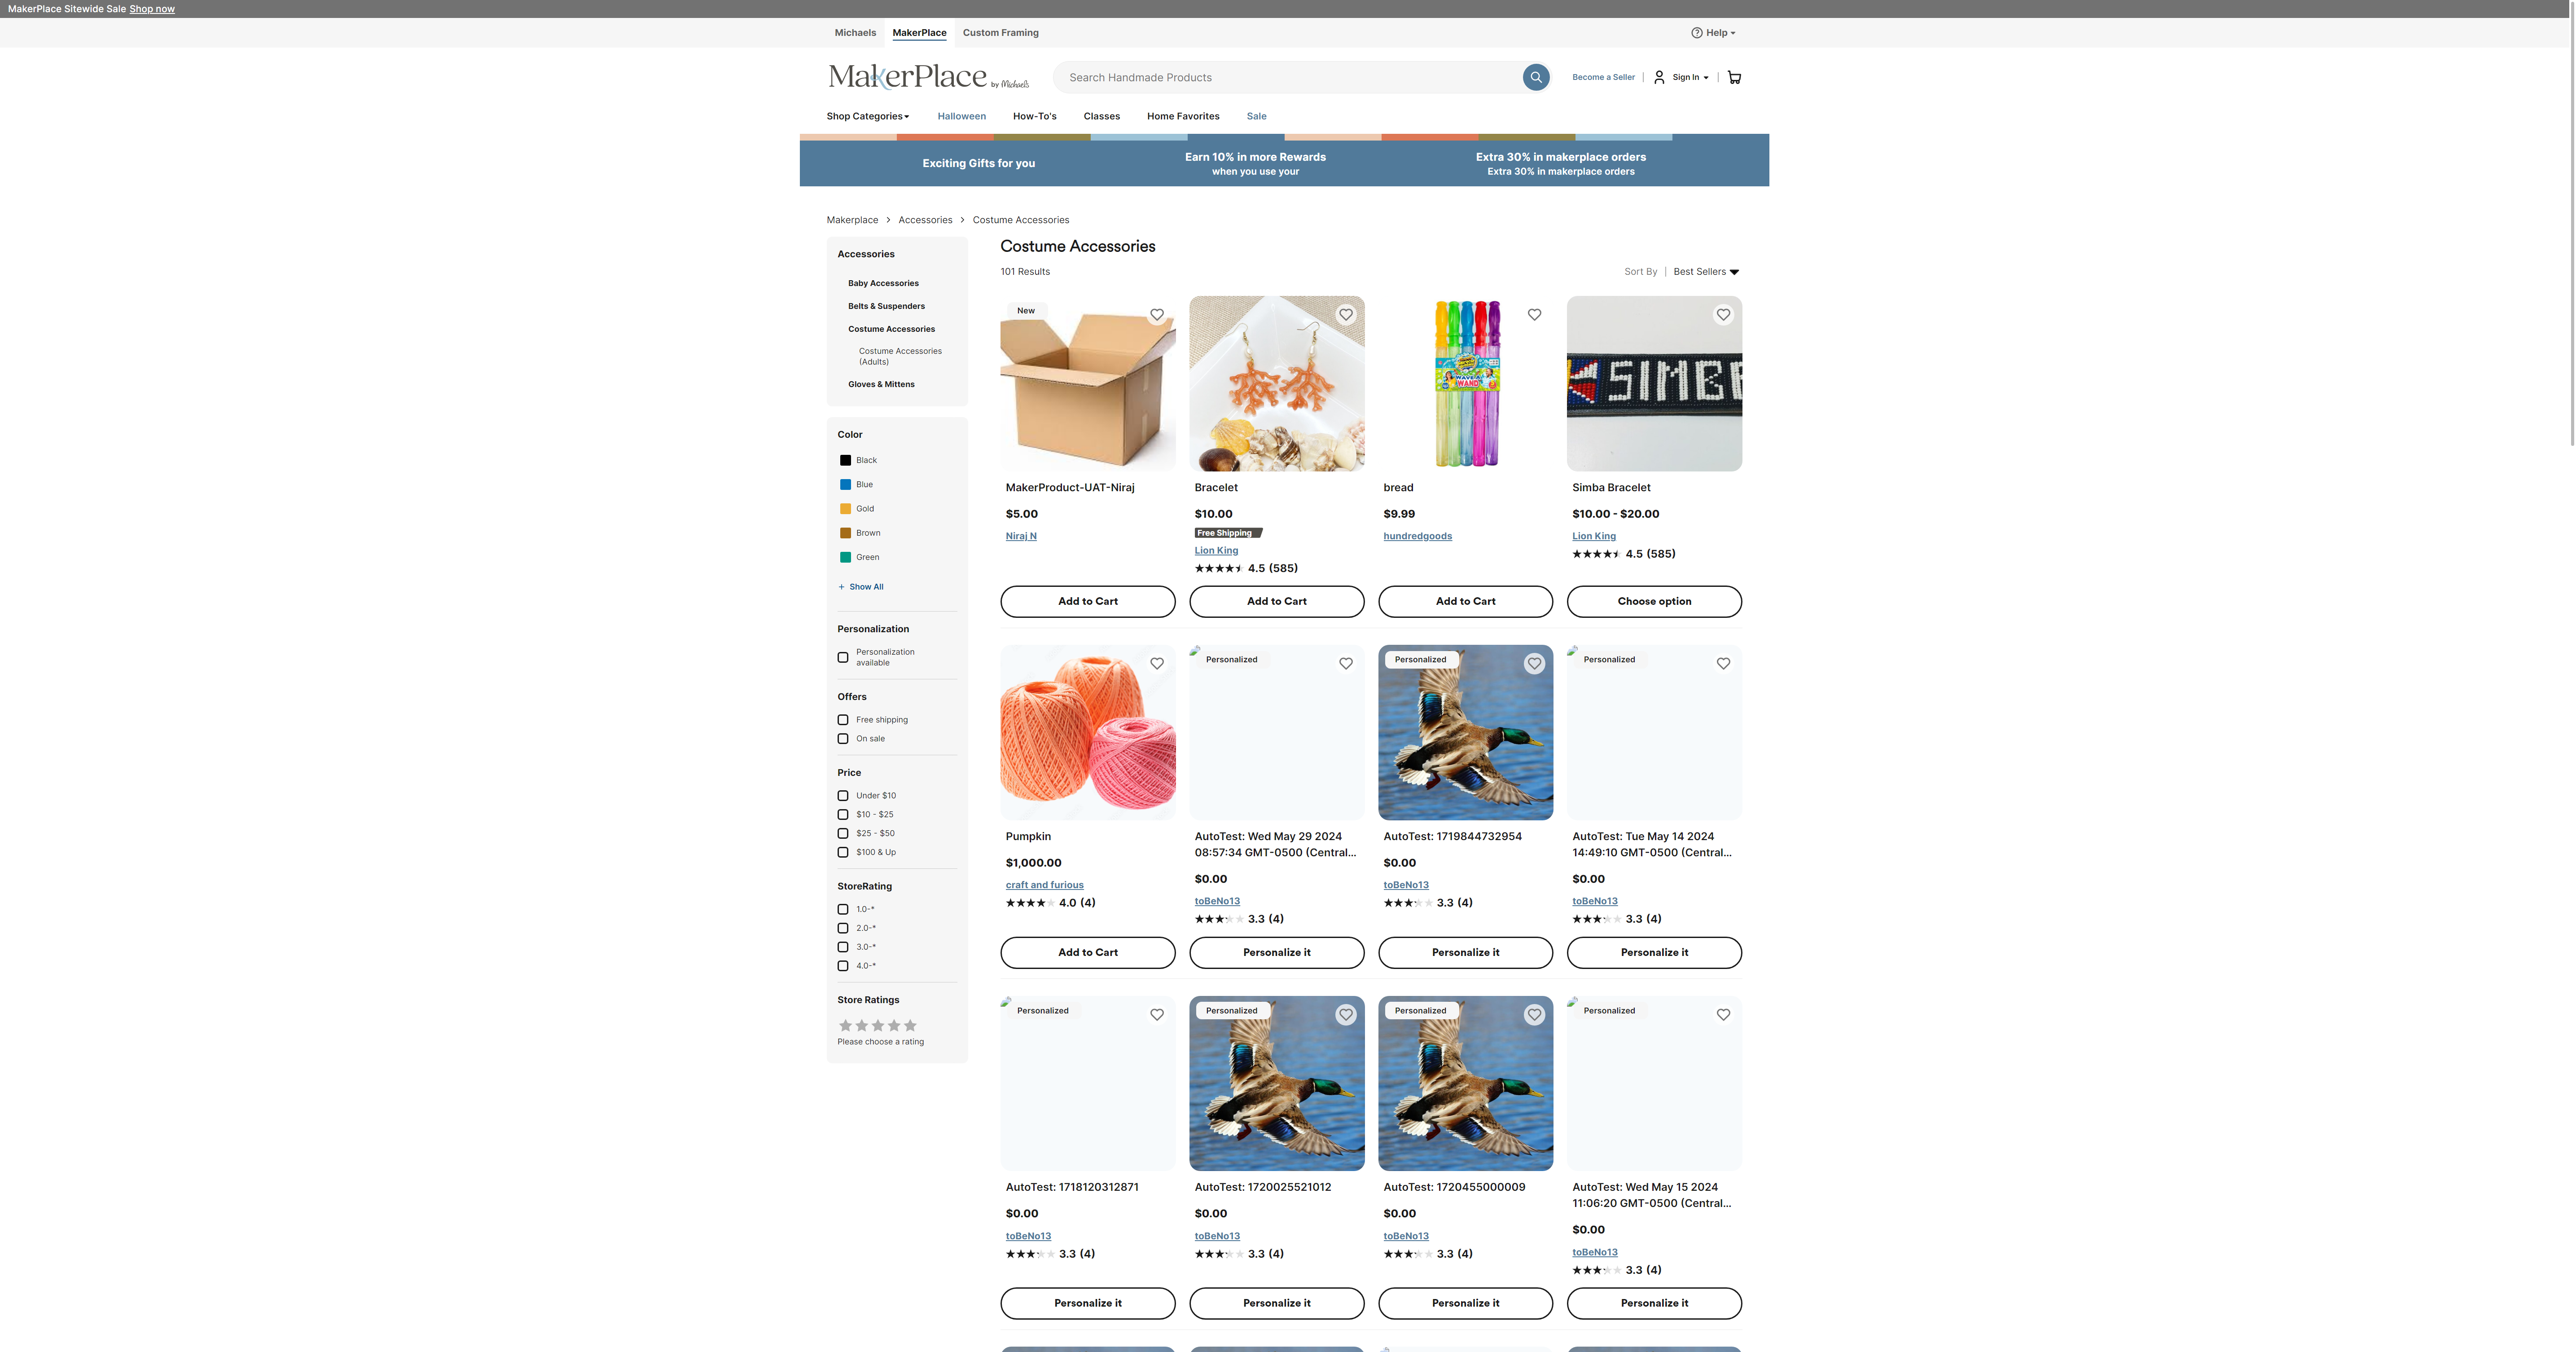 MakerPlace Sitewide Sale Shop now
Michaels MakerPlace Custom Framing
Help
MakerPlace by Michaels
Search Handmade Products
Become a Seller | Sign In |
Shop Categories Halloween How-To's Classes Home Favorites Sale
Exciting Gifts for you
Earn 10% in more Rewards
when you use your
Extra 30% in makerplace orders
Extra 30% in makerplace orders
Makerplace > Accessories > Costume Accessories
Accessories
Baby Accessories
Belts & Suspenders
Costume Accessories
Costume Accessories
(Adults)
Gloves & Mittens
Color
Black
Blue
Gold
Brown
Green
+ Show All
Personalization
Personalization
available
Offers
Free shipping
On sale
Price
Under $10
$10 - $25
$25 - $50
$100 & Up
StoreRating
1.0-*
2.0-*
3.0-*
4.0-*
Store Ratings
Please choose a rating
Costume Accessories
101 Results
Sort By | Best Sellers
New
MakerProduct-UAT-Niraj
$5.00
Niraj N
Add to Cart
Bracelet
$10.00
Free Shipping
Lion King
4.5 (585)
Add to Cart
WAVE A
WAND
bread
$9.99
hundredgoods
Add to Cart
SIMB
Simba Bracelet
$10.00 - $20.00
Lion King
4.5 (585)
Choose option
Pumpkin
$1,000.00
craft and furious
4.0 (4)
Add to Cart
Personalized
AutoTest: Wed May 29 2024
08:57:34 GMT-0500 (Central...
$0.00
toBeNo13
3.3 (4)
Personalize it
Personalized
AutoTest: 1719844732954
$0.00
toBeNo13
3.3 (4)
Personalize it
Personalized
AutoTest: Tue May 14 2024
14:49:10 GMT-0500 (Central...
$0.00
toBeNo13
3.3 (4)
Personalize it
Personalized
AutoTest: 1718120312871
$0.00
toBeNo13
3.3 (4)
Personalize it
Personalized
AutoTest: 1720025521012
$0.00
toBeNo13
3.3 (4)
Personalize it
Personalized
AutoTest: 1720455000009
$0.00
toBeNo13
3.3 (4)
Personalize it
Personalized
AutoTest: Wed May 15 2024
11:06:20 GMT-0500 (Central...
$0.00
toBeNo13
3.3 (4)
Personalize it